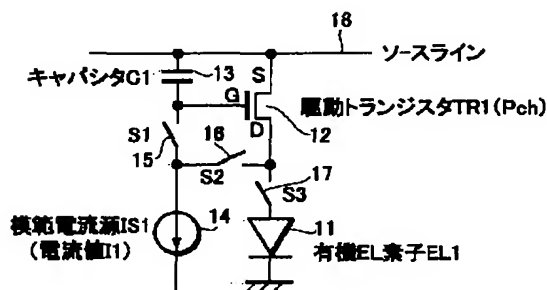 18
ソースライン
キャパシタC1
13
S
G
D
駆動トランジスタTR1(Pch)
12
S1
15
16
S2
17
S3
模範電流源IS1
(電流値I1)
14
11
有機EL素子EL1